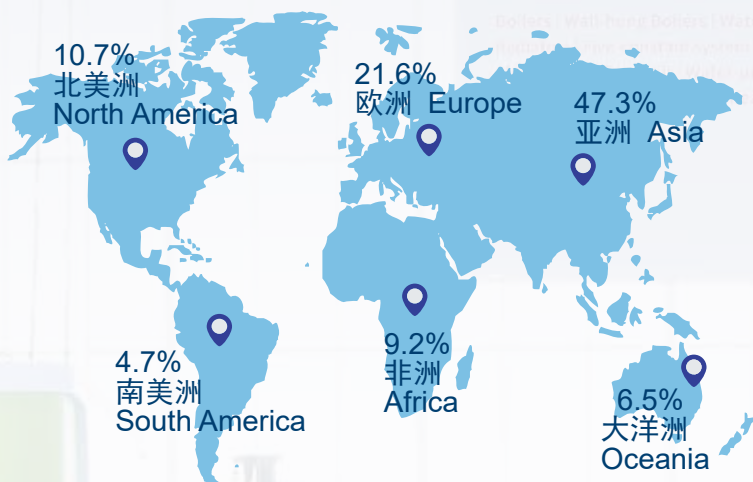 10.7%
北美洲
North America
21.6%
欧洲 Europe
47.3%
亚洲 Asia
4.7%
南美洲
South America
9.2%
非洲
Africa
6.5%
大洋洲
Oceania